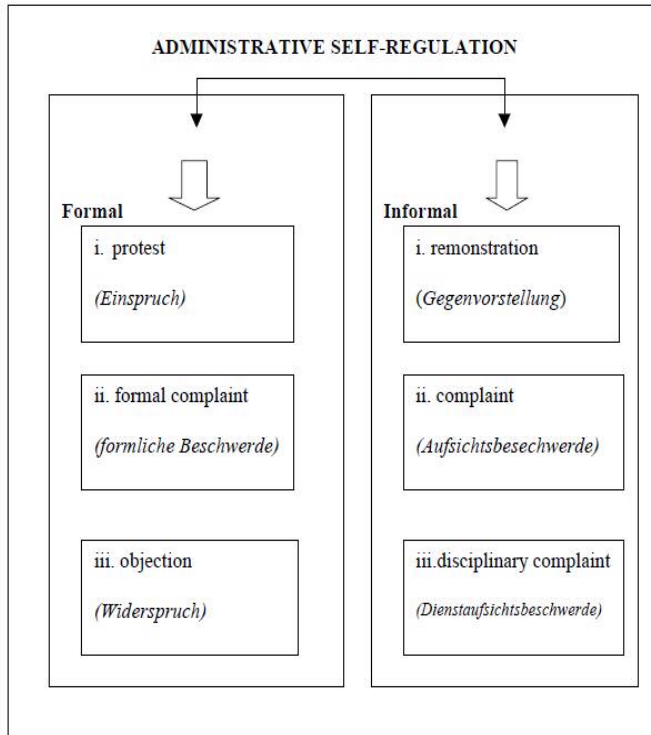 ADMINISTRATIVE SELF-REGULATION
Formal
i. protest
(Einspruch)
ii. formal complaint
(formliche Beschwerde)
iii. objection
(Widerspruch)
Informal
i. remonstration
(Gegenvorstellung)
ii. complaint
(Aufsichtsbesechwerde)
iii.disciplinary complaint
(Dienstaufsichtsbeschwerde)